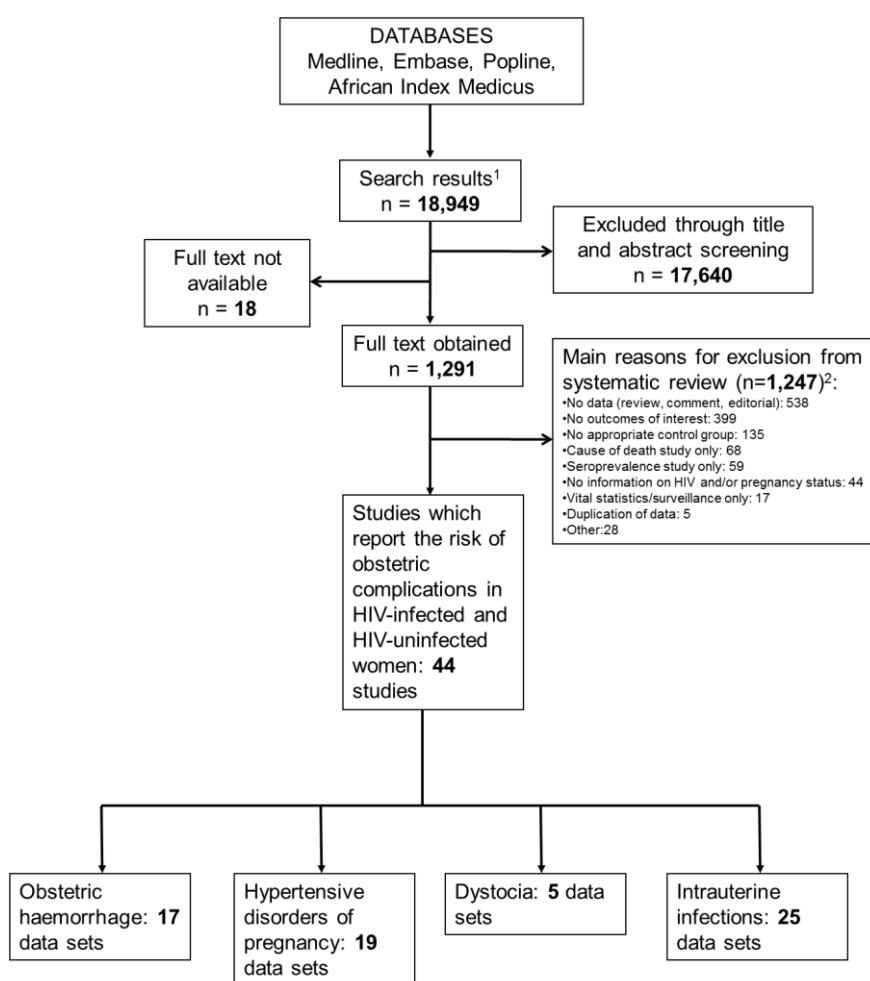 DATABASES
Medline, Embase, Popline,
African Index Medicus
Search results¹
n = 18,949
Excluded through title
and abstract screening
n = 17,640
Full text not
available
n = 18
Full text obtained
n = 1,291
Main reasons for exclusion from
systematic review (n=1,247)²:
•No data (review, comment, editorial): 538
•No outcomes of interest: 399
•No appropriate control group: 135
•Cause of death study only: 68
•Seroprevalence study only: 59
•No information on HIV and/or pregnancy status: 44
•Vital statistics/surveillance only: 17
•Duplication of data: 5
•Other:28
Studies which
report the risk of
obstetric
complications in
HIV-infected and
HIV-uninfected
women: 44
studies
Obstetric
haemorrhage: 17
data sets
Hypertensive
disorders of
pregnancy: 19
data sets
Dystocia: 5 data
sets
Intrauterine
infections: 25
data sets